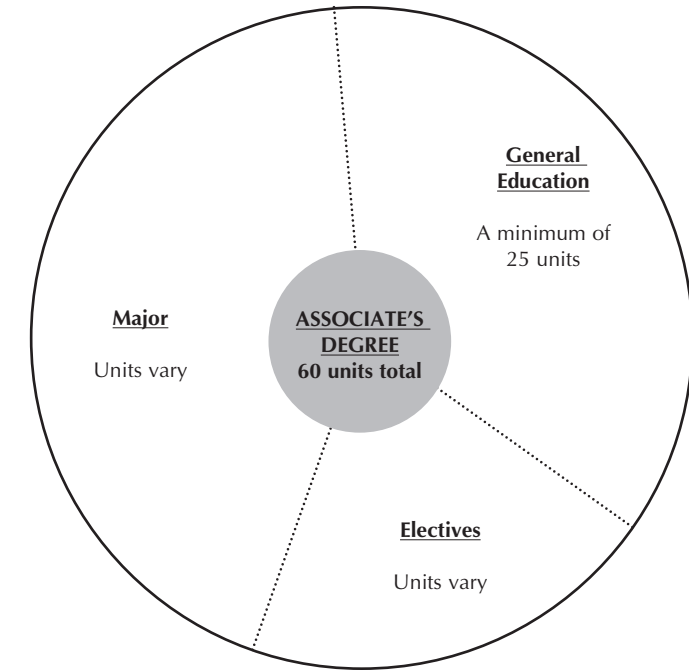 General
Education
A minimum of
25 units
Major
Units vary
ASSOCIATE'S
DEGREE
60 units total
Electives
Units vary